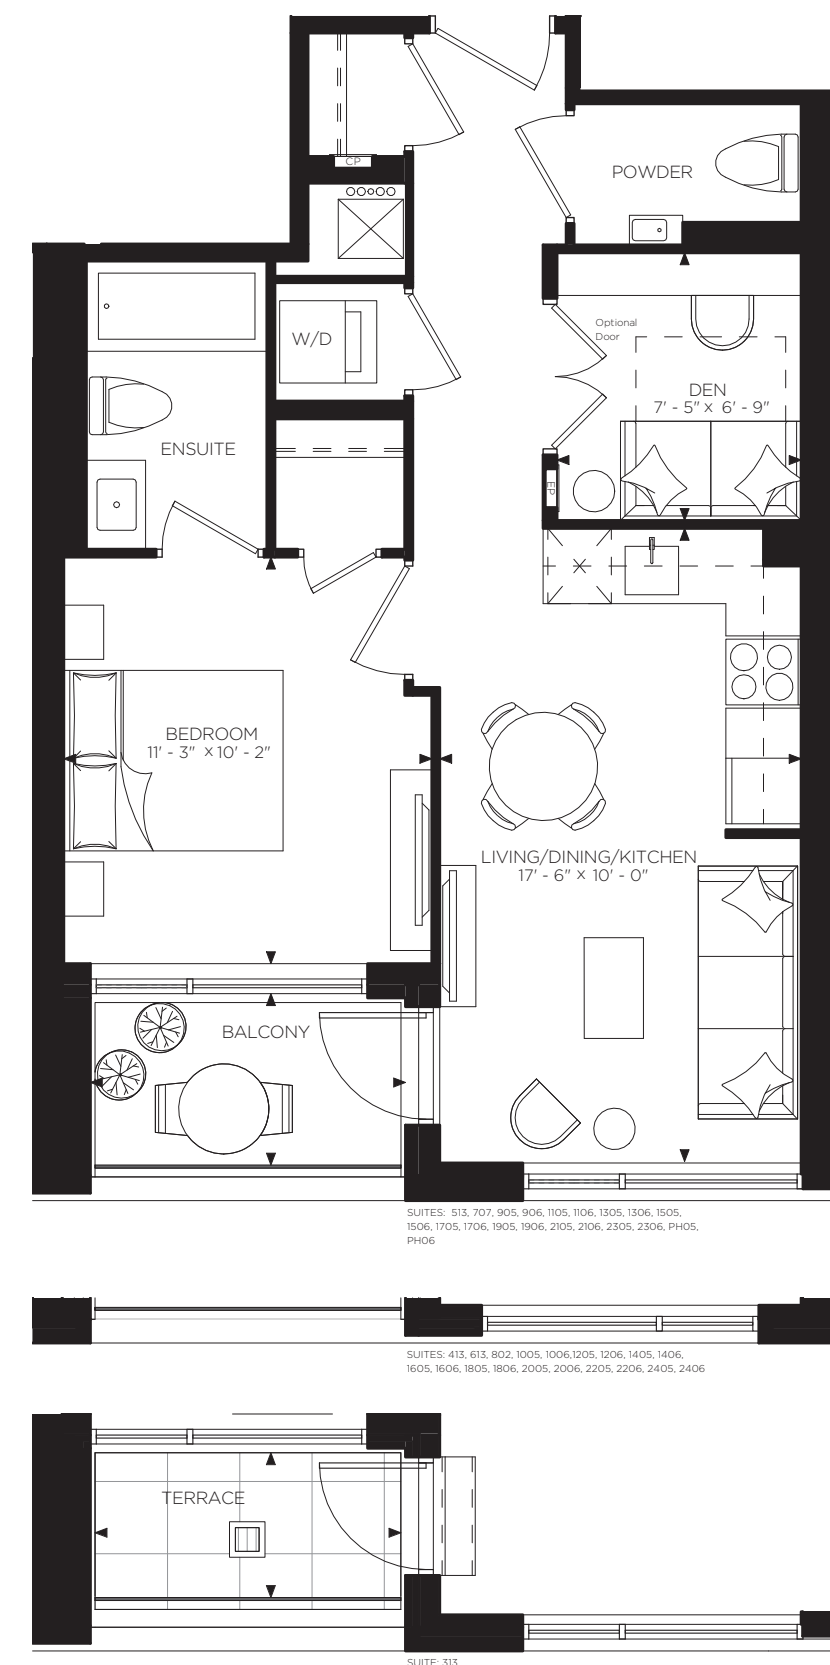 CP
POWDER
W/D
Optional
Door
DEN
7' - 5" x 6' - 9"
ENSUITE
EP
BEDROOM
11' - 3" x 10' - 2"
LIVING/DINING/KITCHEN
17' - 6" x 10' - 0"
BALCONY
SUITES: 513, 707, 905, 906, 1105, 1106, 1305, 1306, 1505,
1506, 1705, 1706, 1905, 1906, 2105, 2106, 2305, 2306, PH05,
PH06
SUITES: 413, 613, 802, 1005, 1006,1205, 1206, 1405, 1406,
1605, 1606, 1805, 1806, 2005, 2006, 2205, 2206, 2405, 2406
TERRACE
SUITE: 313